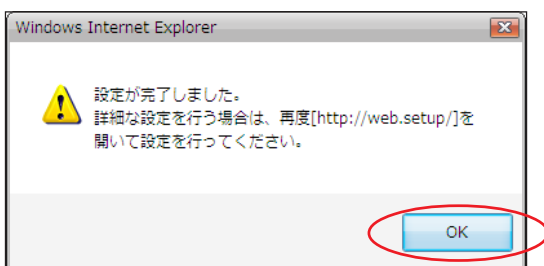 Windows Internet Explorer
設定が完了しました。
詳細な設定を行う場合は、再度[http://web.setup/]を
開いて設定を行ってください。
OK